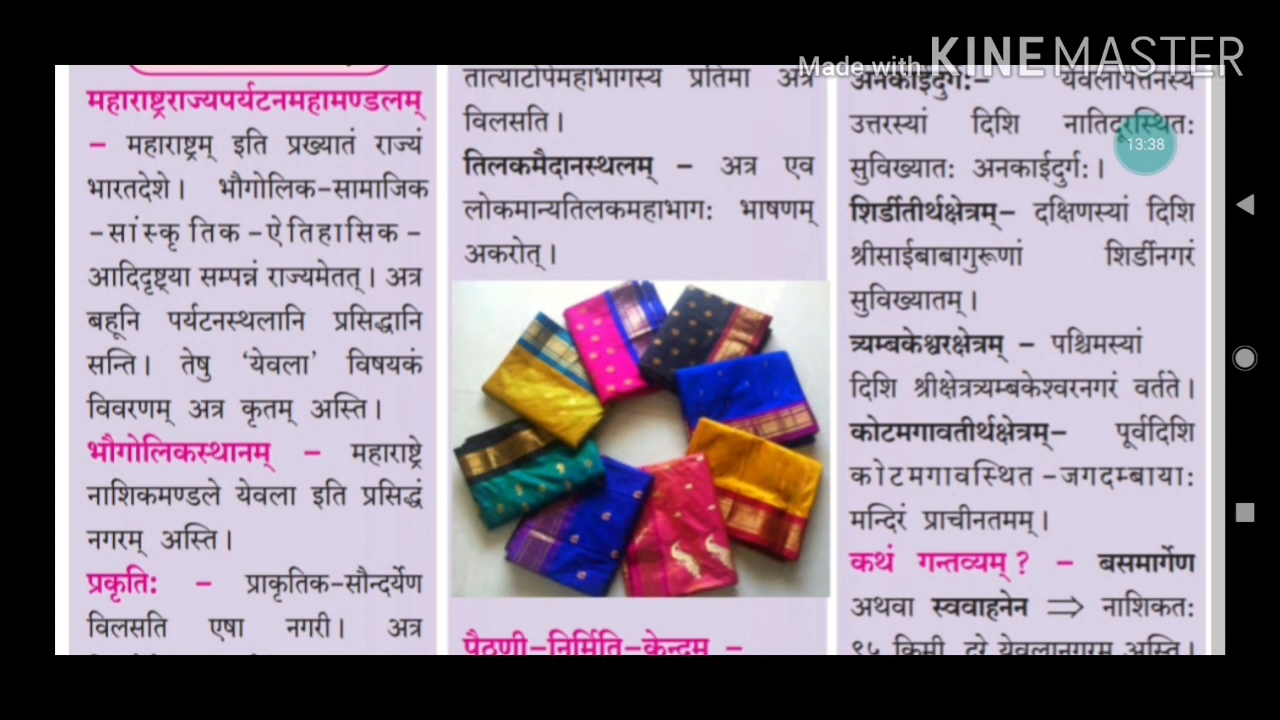 Made with KINEMASTER
13:38
महाराष्ट्रराज्यपर्यटनमहामण्डलम्
– महाराष्ट्रम् इति प्रख्यातं राज्यं
भारतदेशे। भौगोलिक-सामाजिक
-सांस्कृतिक-ऐतिहासिक-
आदिदृष्ट्या सम्पन्नं राज्यमेतत्। अत्र
बहूनि पर्यटनस्थलानि प्रसिद्धानि
सन्ति। तेषु ‘येवला’ विषयकं
विवरणम् अत्र कृतम् अस्ति।
भौगोलिकस्थानम् – महाराष्ट्रे
नाशिकमण्डले येवला इति प्रसिद्धं
नगरम् अस्ति।
प्रकृति: – प्राकृतिक-सौन्दर्येण
विलसति एषा नगरी। अत्र
तात्याटोपेमहाभागस्य प्रतिमा अत्र
विलसति।
तिलकमैदानस्थलम् – अत्र एव
लोकमान्यतिलकमहाभाग: भाषणम्
अकरोत्।
पैठणी-निर्मिति-केन्द्रम् –
अनकाईदुर्ग:– येवलापत्तनस्य
उत्तरस्यां दिशि नातिदूरस्थित:
सुविख्यात: अनकाईदुर्ग:।
शिर्डीतीर्थक्षेत्रम्– दक्षिणस्यां दिशि
श्रीसाईबाबागुरूणां शिर्डीनगरं
सुविख्यातम्।
त्र्यम्बकेश्वरक्षेत्रम् – पश्चिमस्यां
दिशि श्रीक्षेत्रत्र्यम्बकेश्वरनगरं वर्तते।
कोटमगावतीर्थक्षेत्रम्– पूर्वदिशि
कोटमगावस्थित-जगदम्बाया:
मन्दिरं प्राचीनतमम्।
कथं गन्तव्यम्? – बसमार्गेण
अथवा स्ववाहनेन ⇒ नाशिकत:
९५ किमी. दूरे येवलानगरम् अस्ति।